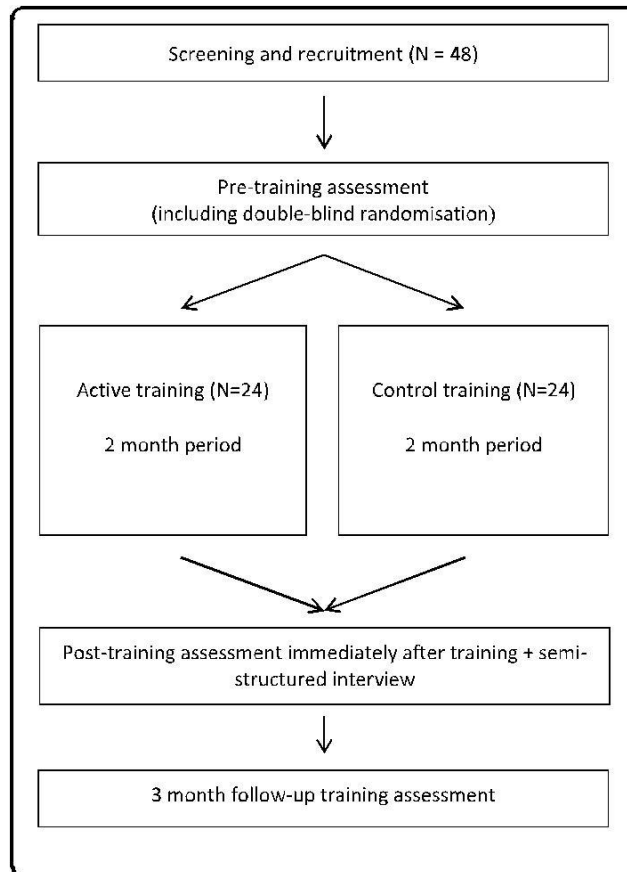 Screening and recruitment (N = 48)
Pre-training assessment
(including double-blind randomisation)
Active training (N=24)
2 month period
Control training (N=24)
2 month period
Post-training assessment immediately after training + semi-
structured interview
3 month follow-up training assessment